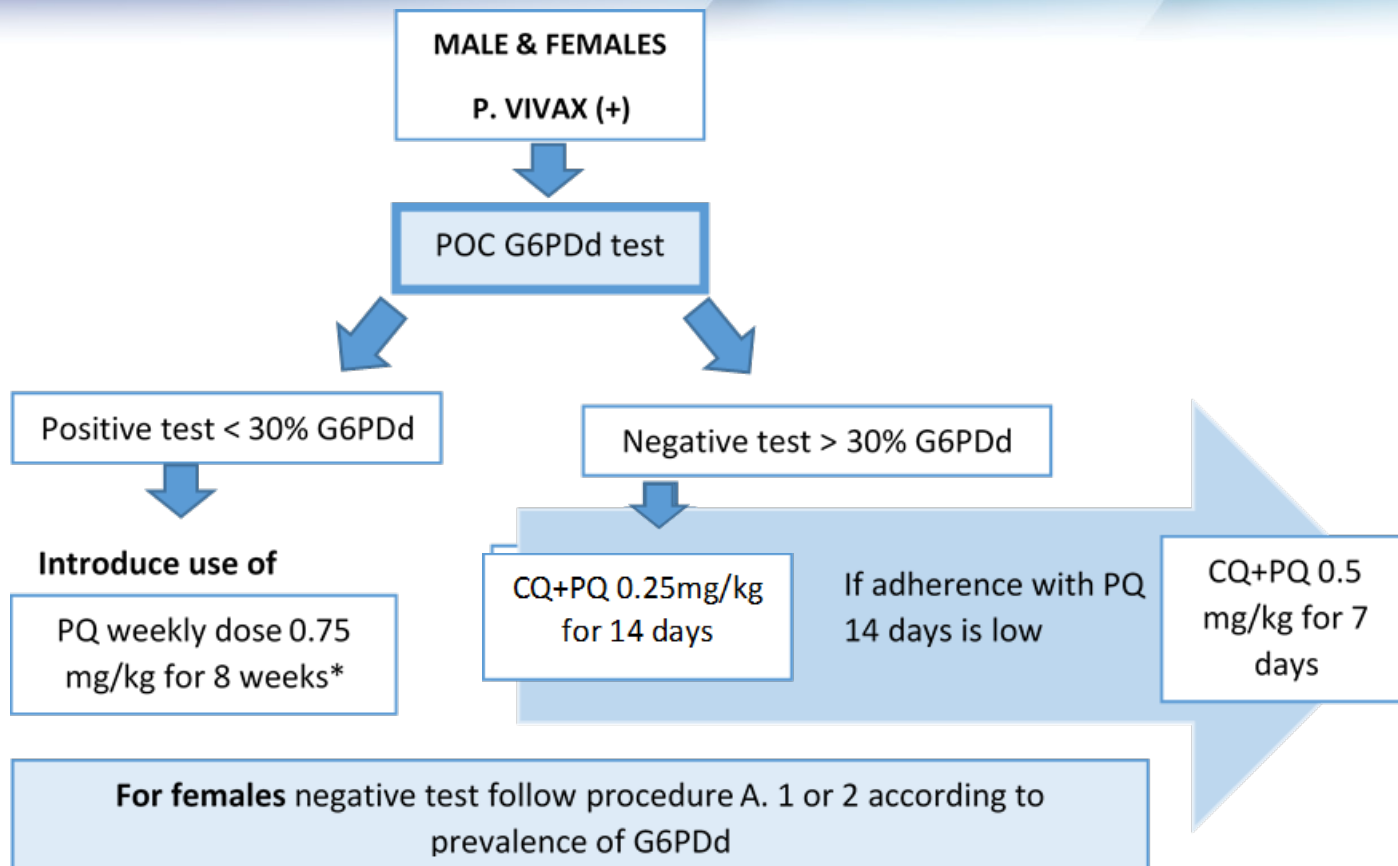 MALE & FEMALES
P. VIVAX (+)
POC G6PDd test
Positive test < 30% G6PDd
Negative test > 30% G6PDd
Introduce use of
PQ weekly dose 0.75
mg/kg for 8 weeks*
CQ+PQ 0.25mg/kg
for 14 days
If adherence with PQ
14 days is low
CQ+PQ 0.5
mg/kg for 7
days
For females negative test follow procedure A. 1 or 2 according to
prevalence of G6PDd